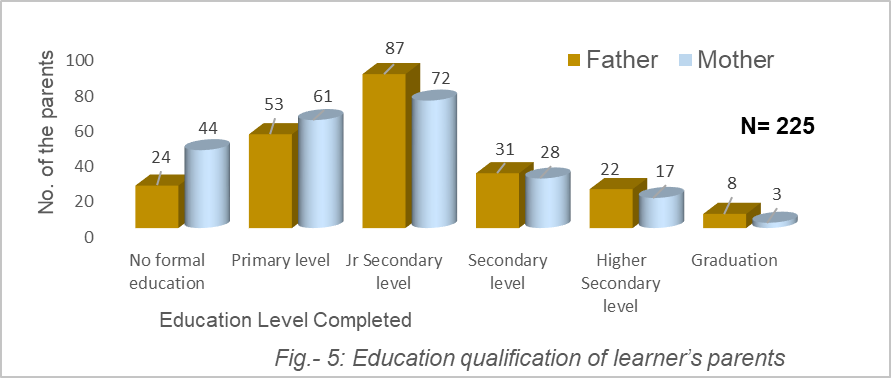 No. of the parents
100
80
60
40
20
0
87
72
53
61
44
24
31
28
22
17
8
3
Father Mother
N= 225
No formal
education
Primary level
Jr Secondary
level
Secondary
level
Higher
Secondary
level
Graduation
Education Level Completed
Fig.- 5: Education qualification of learner's parents